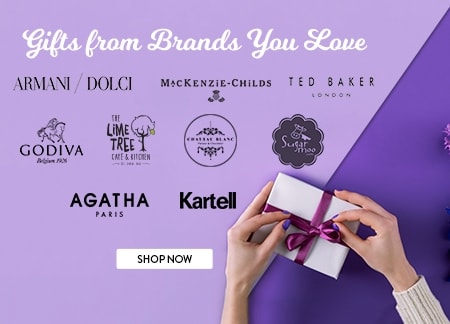 Gifts from Brands You Love
ARMANI / DOLCI
MACKENZIE-CHILDS
TED BAKER
LONDON
GODIVA
Belgium 1926
THE
LIME
TREE
CAFÉ & KITCHEN
CHATEAU BLANC
Sugar
moo
AGATHA
PARIS
Kartell
SHOP NOW